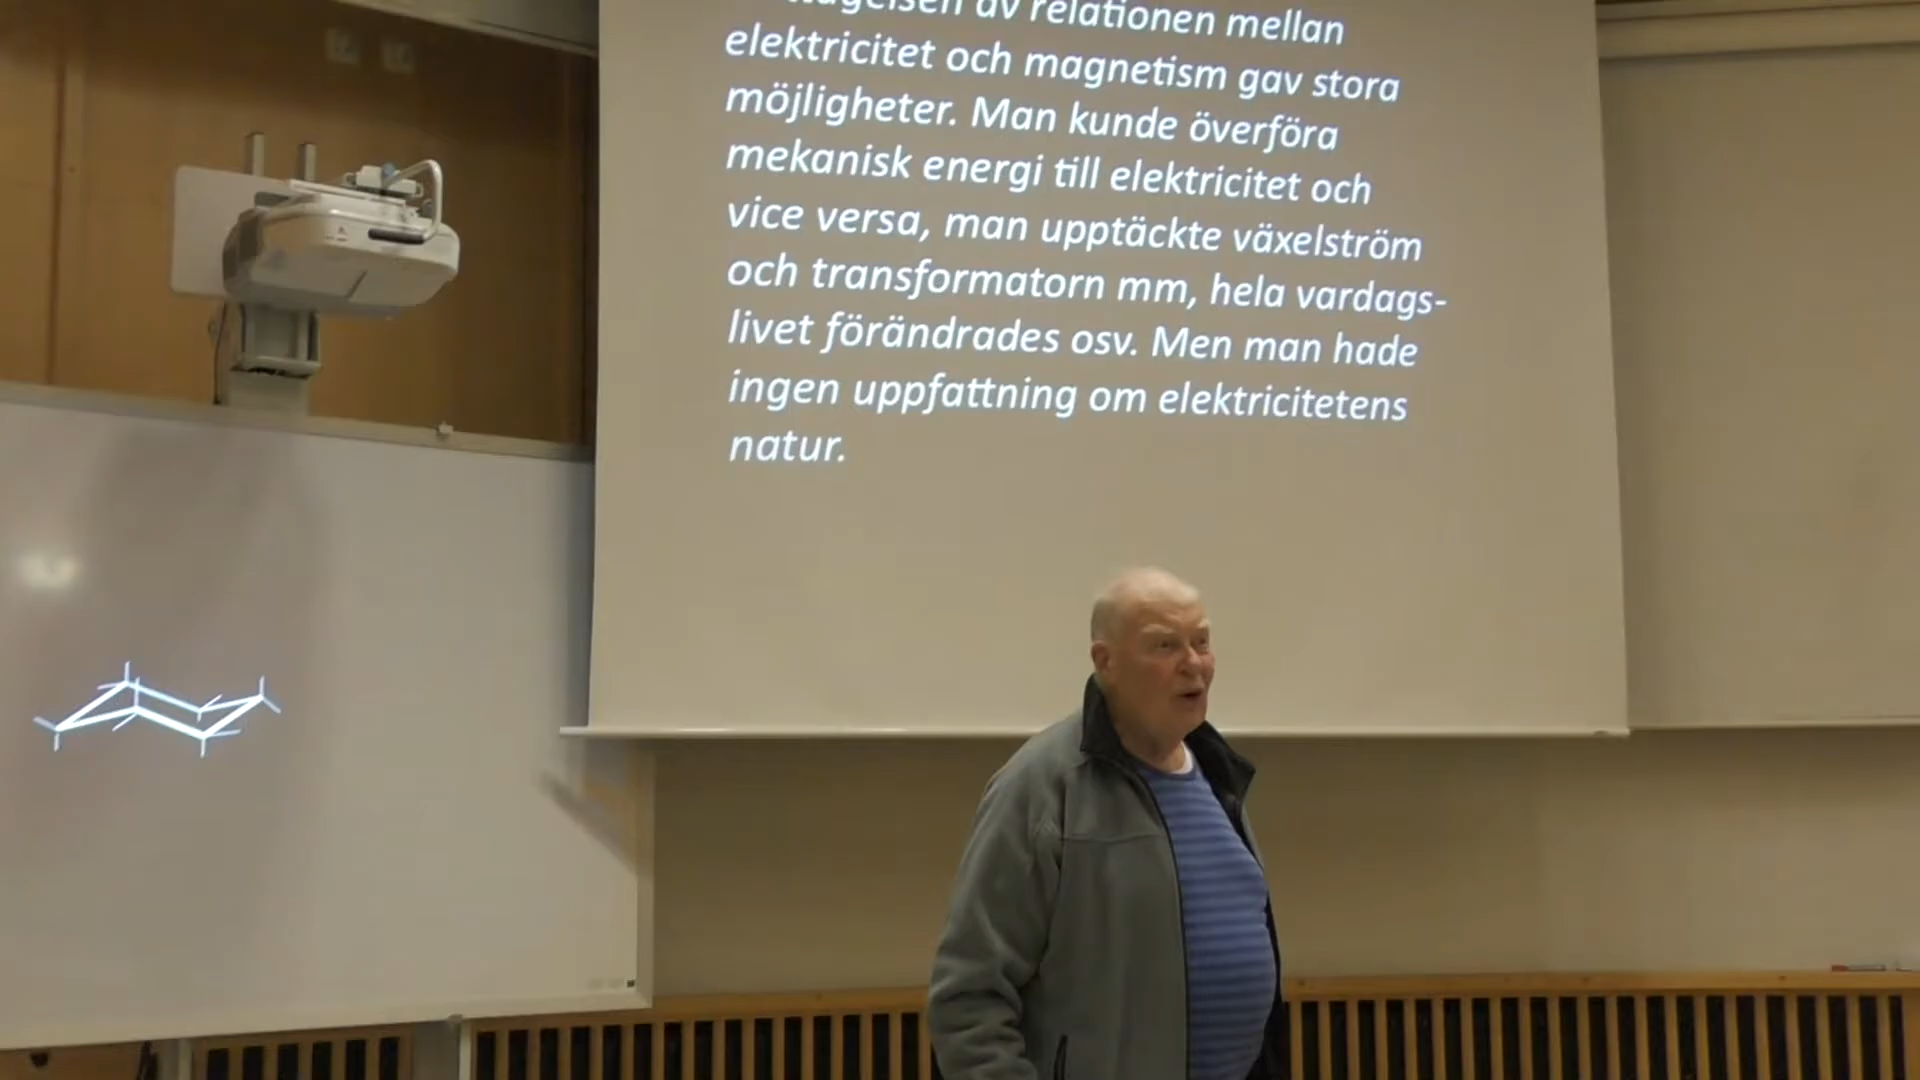 av relationen mellan
elektricitet och magnetism gav stora
möjligheter. Man kunde överföra
mekanisk energi till elektricitet och
vice versa, man upptäckte växelström
och transformatorn mm, hela vardags-
livet förändrades osv. Men man hade
ingen uppfattning om elektricitetens
natur.